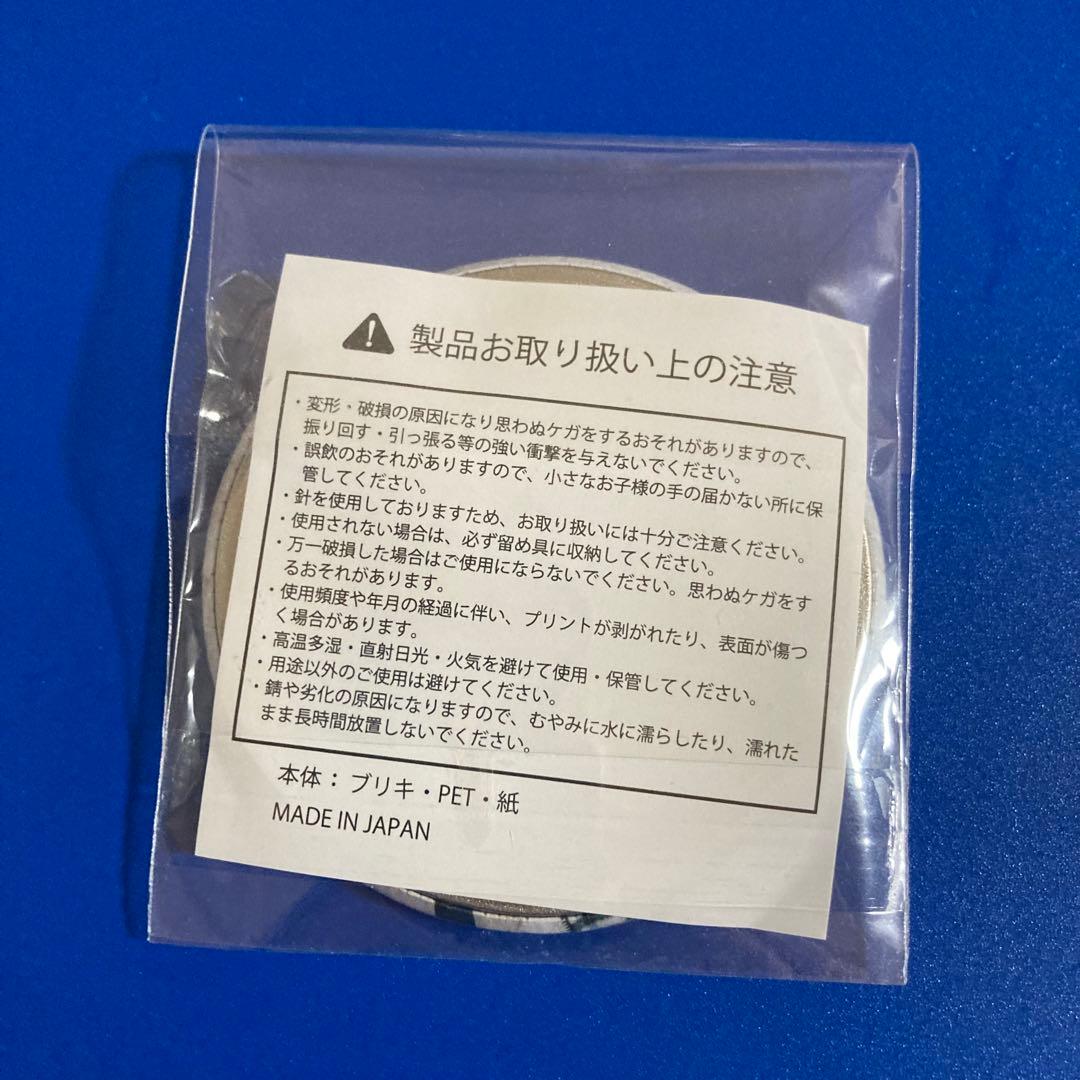 製品お取り扱い上の注意
・変形・破損の原因になり思わぬケガをするおそれがありますので、
振り回す・引っ張る等の強い衝撃を与えないでください。
・誤飲のおそれがありますので、小さなお子様の手の届かない所に保
管してください。
・針を使用しておりますため、お取り扱いには十分ご注意ください。
・使用されない場合は、必ず留め具に収納してください。
・万一破損した場合はご使用にならないでください。思わぬケガをす
るおそれがあります。
・使用頻度や年月の経過に伴い、プリントが剥がれたり、表面が傷つ
く場合があります。
・高温多湿・直射日光・火気を避けて使用・保管してください。
・用途以外のご使用は避けてください。
・錆や劣化の原因になりますので、むやみに水に濡らしたり、濡れた
まま長時間放置しないでください。
本体：ブリキ・PET・紙
MADE IN JAPAN